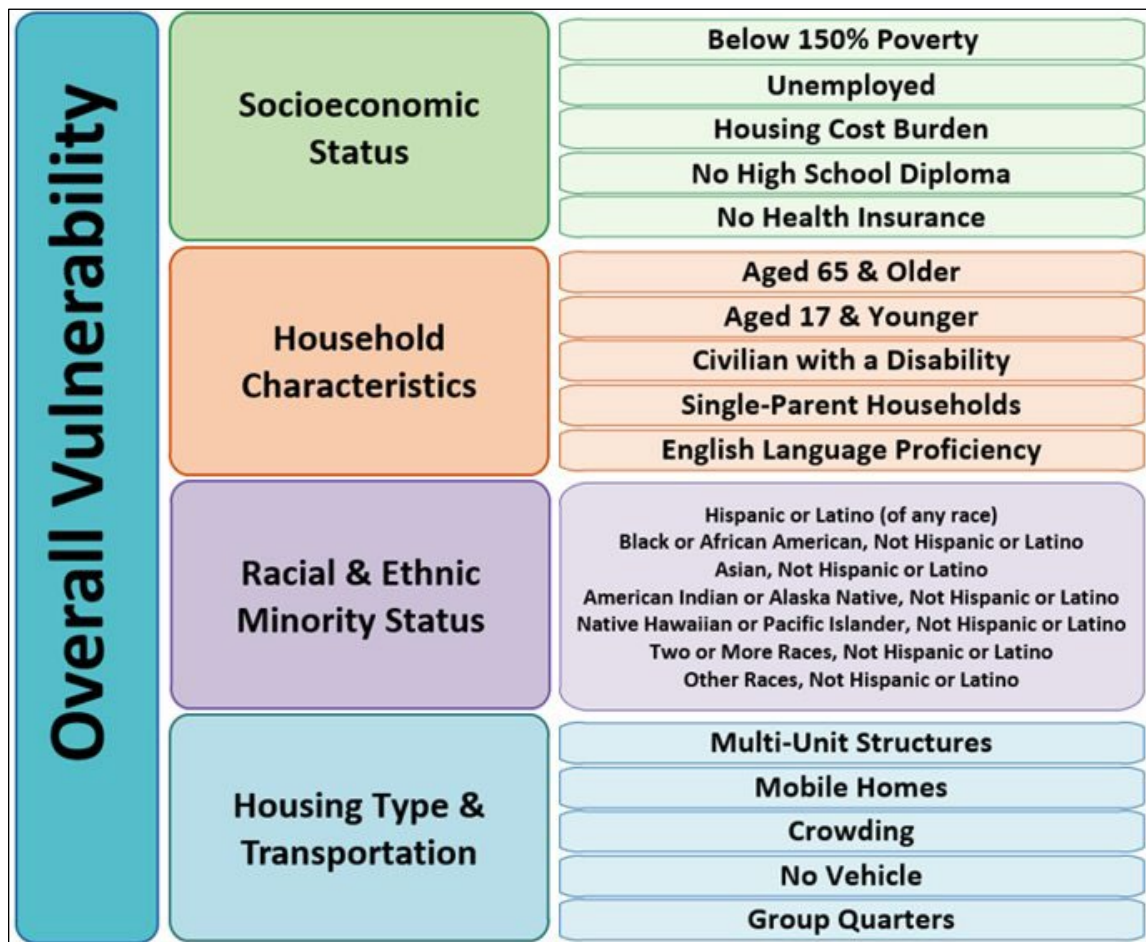 Overall Vulnerability
Socioeconomic
Status
Below 150% Poverty
Unemployed
Housing Cost Burden
No High School Diploma
No Health Insurance
Household
Characteristics
Aged 65 & Older
Aged 17 & Younger
Civilian with a Disability
Single-Parent Households
English Language Proficiency
Racial & Ethnic
Minority Status
Hispanic or Latino (of any race)
Black or African American, Not Hispanic or Latino
Asian, Not Hispanic or Latino
American Indian or Alaska Native, Not Hispanic or Latino
Native Hawaiian or Pacific Islander, Not Hispanic or Latino
Two or More Races, Not Hispanic or Latino
Other Races, Not Hispanic or Latino
Housing Type &
Transportation
Multi-Unit Structures
Mobile Homes
Crowding
No Vehicle
Group Quarters